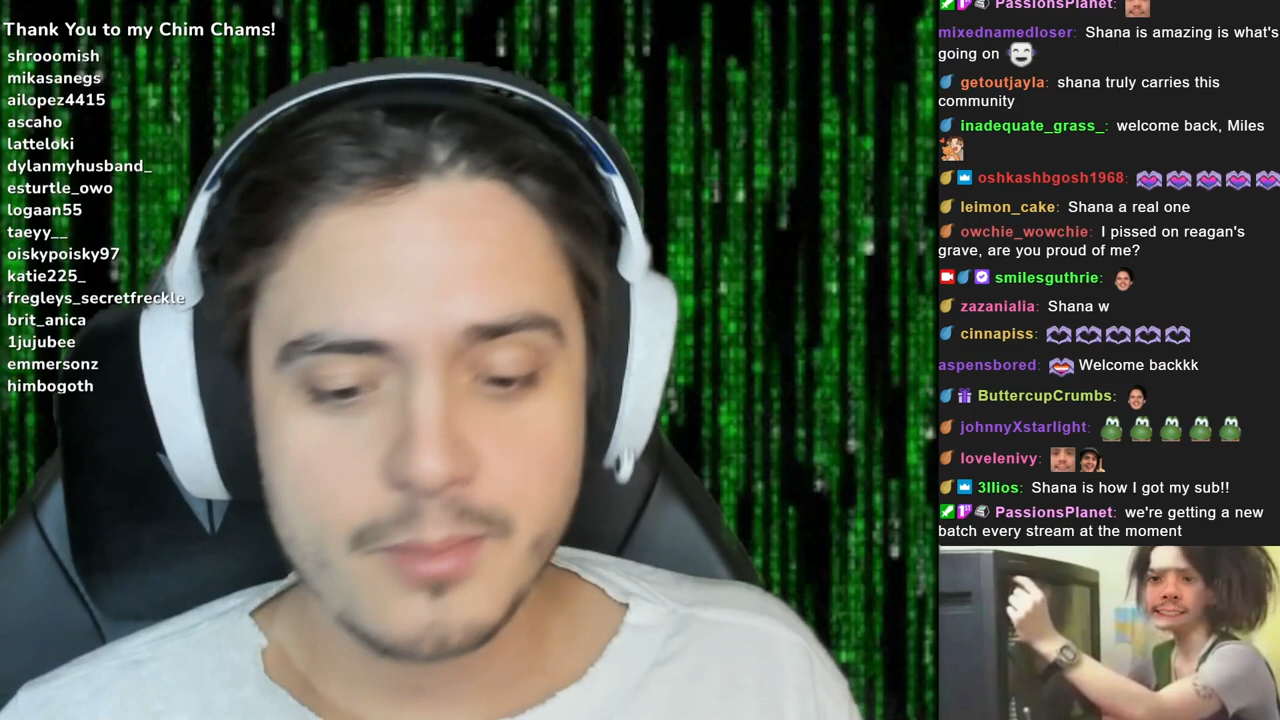 Thank You to my Chim Chams!
shrooomish
mikasanegs
ailopez4415
ascaho
latteloki
dylanmyhusband_
esturtle_owo
logaan55
taeyy__
oiskypoisky97
katie225_
fregleys_secretfreckle
brit_anica
1jujubee
emmersonz
himbogoth
PassionsPlanet:
mixednamedloser: Shana is amazing is what's
going on
getoutjayla: shana truly carries this
community
inadequate_grass_: welcome back, Miles
oshkashbgosh1968:
leimon_cake: Shana a real one
owchie_wowchie: I pissed on reagan's
grave, are you proud of me?
smilesguthrie:
zazanialia: Shana w
cinnapiss:
aspensbored: Welcome backkk
ButtercupCrumbs:
johnnyXstarlight:
lovelenivy:
3llios: Shana is how I got my sub!!
PassionsPlanet: we're getting a new
batch every stream at the moment